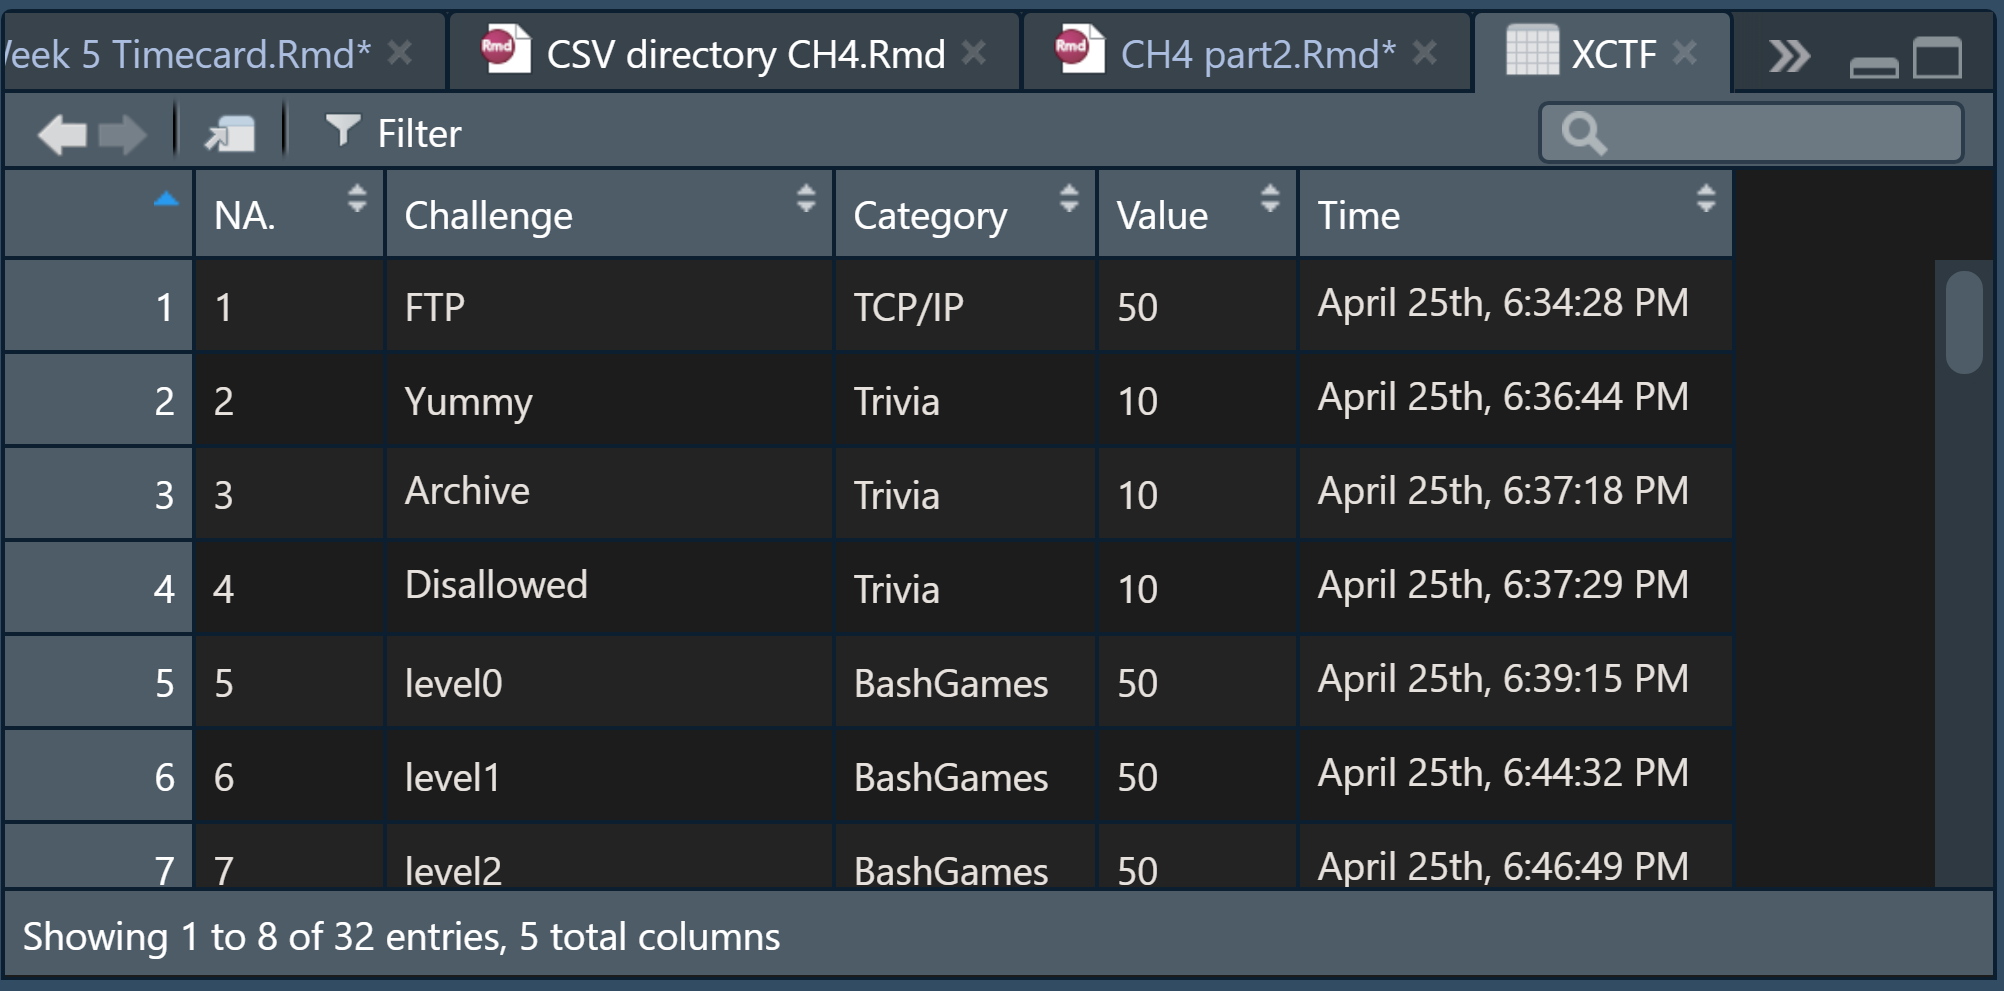 eek 5 Timecard.Rmd* CSV directory CH4.Rmd CH4 part2.Rmd* XCTF
Filter
NA. Challenge Category Value Time
1 1 FTP TCP/IP 50 April 25th, 6:34:28 PM
2 2 Yummy Trivia 10 April 25th, 6:36:44 PM
3 3 Archive Trivia 10 April 25th, 6:37:18 PM
4 4 Disallowed Trivia 10 April 25th, 6:37:29 PM
5 5 level0 BashGames 50 April 25th, 6:39:15 PM
6 6 level1 BashGames 50 April 25th, 6:44:32 PM
7 7 level2 BashGames 50 April 25th, 6:46:49 PM
Showing 1 to 8 of 32 entries, 5 total columns